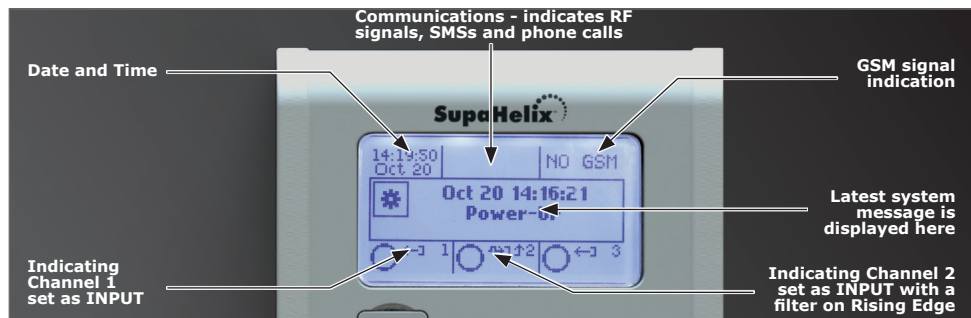 Communications - indicates RF
signals, SMSs and phone calls
Date and Time
GSM signal
indication
SupaHelix
14:19:50
Oct 20
NO GSM
Oct 20 14:16:21
Latest system
message is
displayed here
1
2
3
Indicating
Channel 1
set as INPUT
Indicating Channel 2
set as INPUT with a
filter on Rising Edge